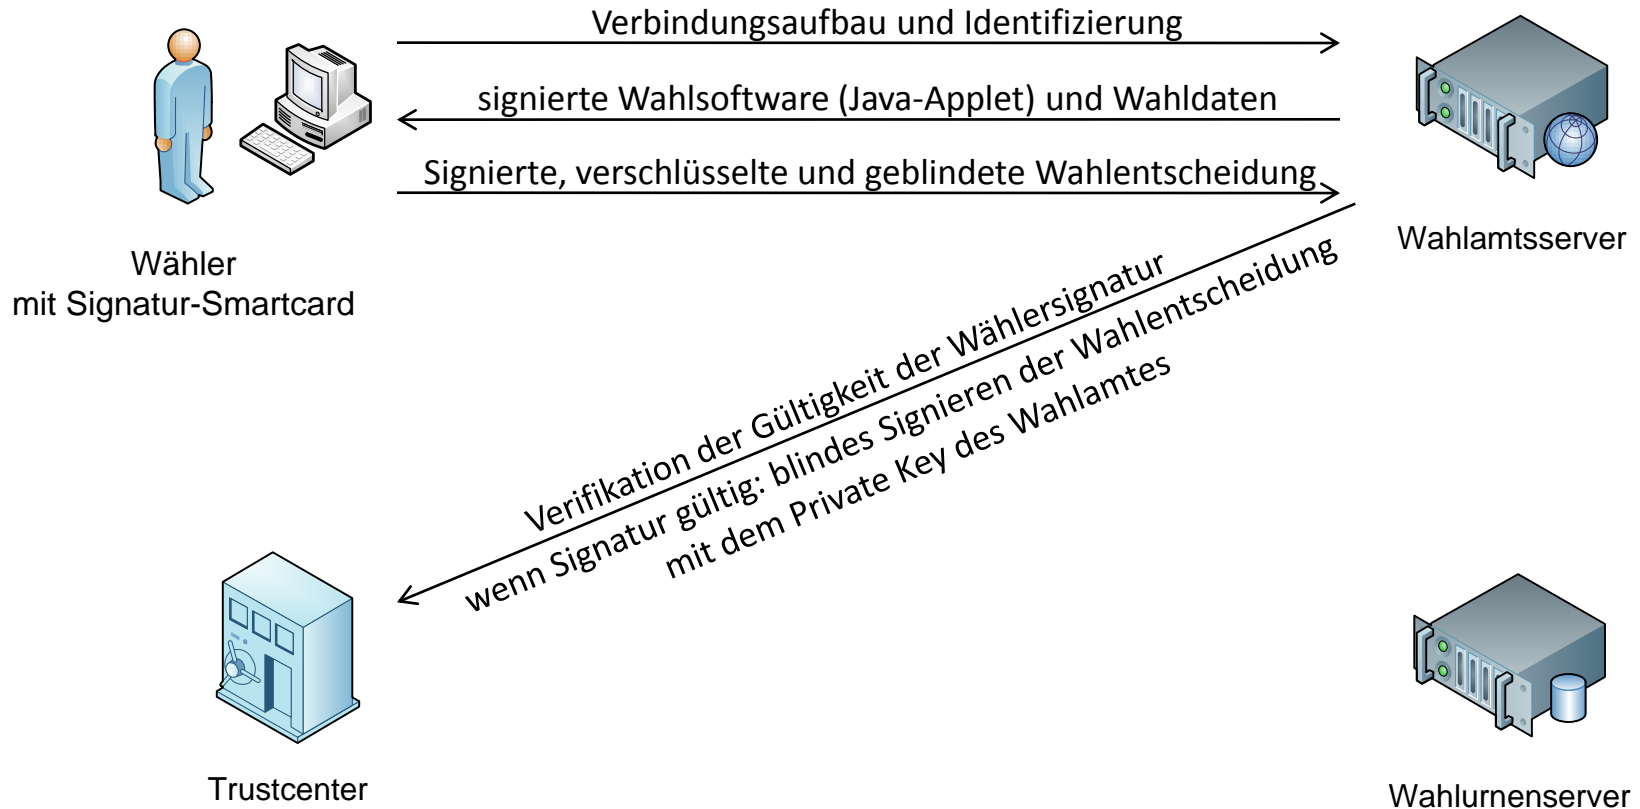 Verbindungsaufbau und Identifizierung
signierte Wahlsoftware (Java-Applet) und Wahldaten
Signierte, verschlüsselte und geblindete Wahlentscheidung
Wähler
mit Signatur-Smartcard
Wahlamtsserver
Verifikation der Gültigkeit der Wählersignatur
wenn Signatur gültig: blindes Signieren der Wahlentscheidung
mit dem Private Key des Wahlamtes
Trustcenter
Wahlurnenserver